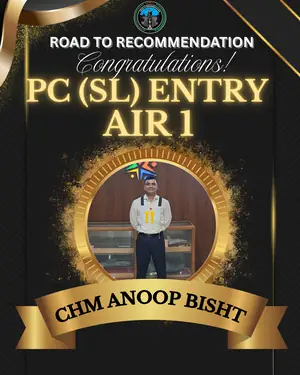 ROAD TO RECOMMENDATION
Congratulations!
PC (SL) ENTRY
AIR 1
CHM ANOOP BISHT